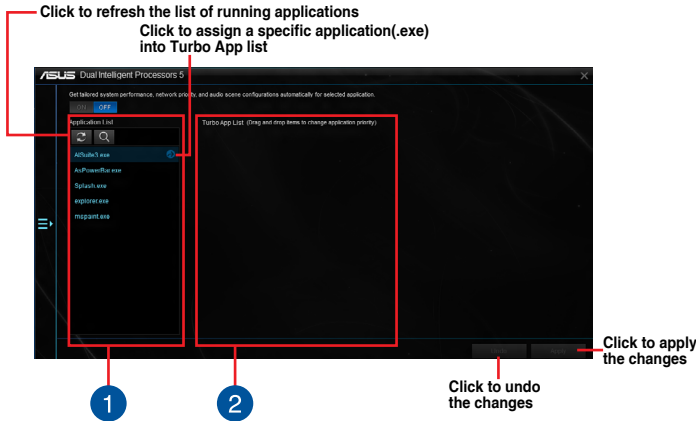 Click to refresh the list of running applications
Click to assign a specific application(.exe)
into Turbo App list
ASUS Dual Intelligent Processors 5
Get tailored system performance, network priority, and audio scene configurations automatically for selected application.
ON OFF
Application List
Turbo App List (Drag and drop items to change application priority)
AISuite3.exe
AsPowerBar.exe
Splash.exe
explorer.exe
mspaint.exe
Undo Apply
Click to apply
the changes
1 2
Click to undo
the changes